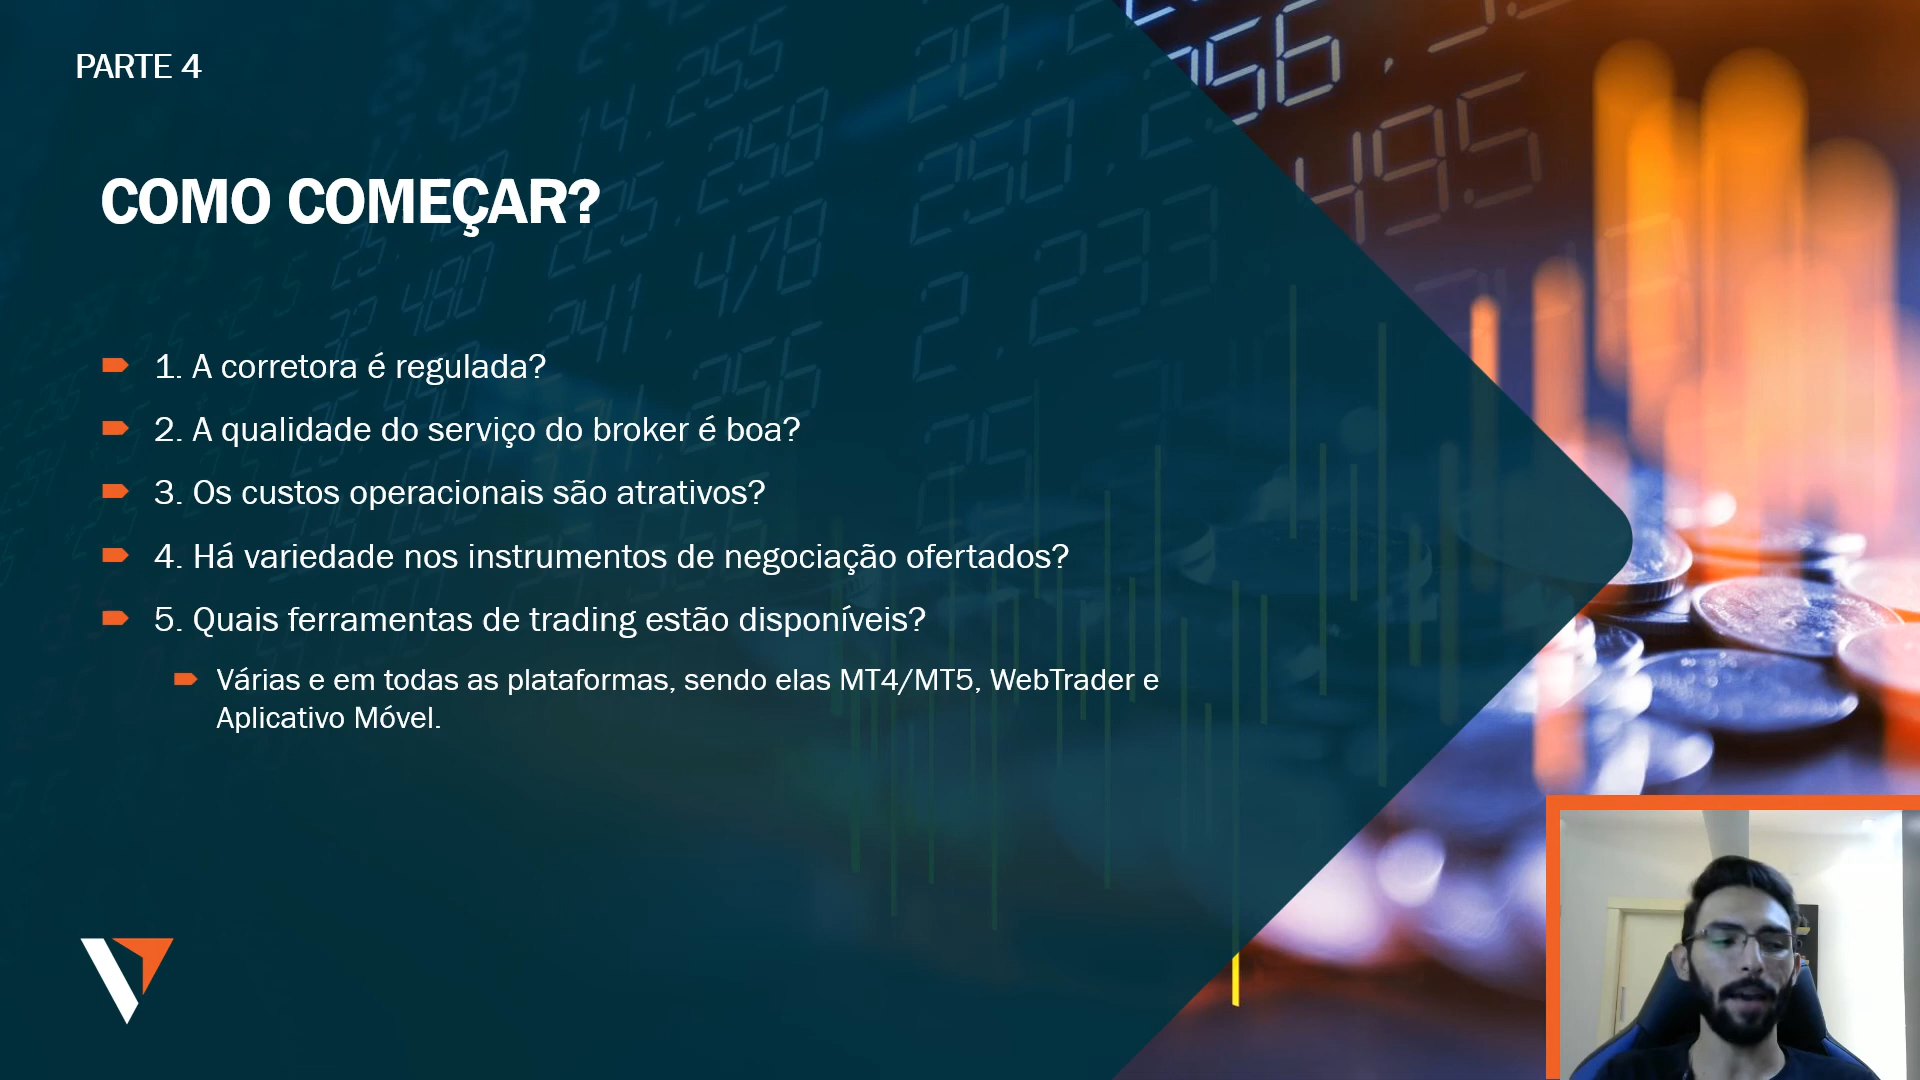 PARTE 4
COMO COMEÇAR?
1. A corretora é regulada?
2. A qualidade do serviço do broker é boa?
3. Os custos operacionais são atrativos?
4. Há variedade nos instrumentos de negociação ofertados?
5. Quais ferramentas de trading estão disponíveis?
Várias e em todas as plataformas, sendo elas MT4/MT5, WebTrader e
Aplicativo Móvel.